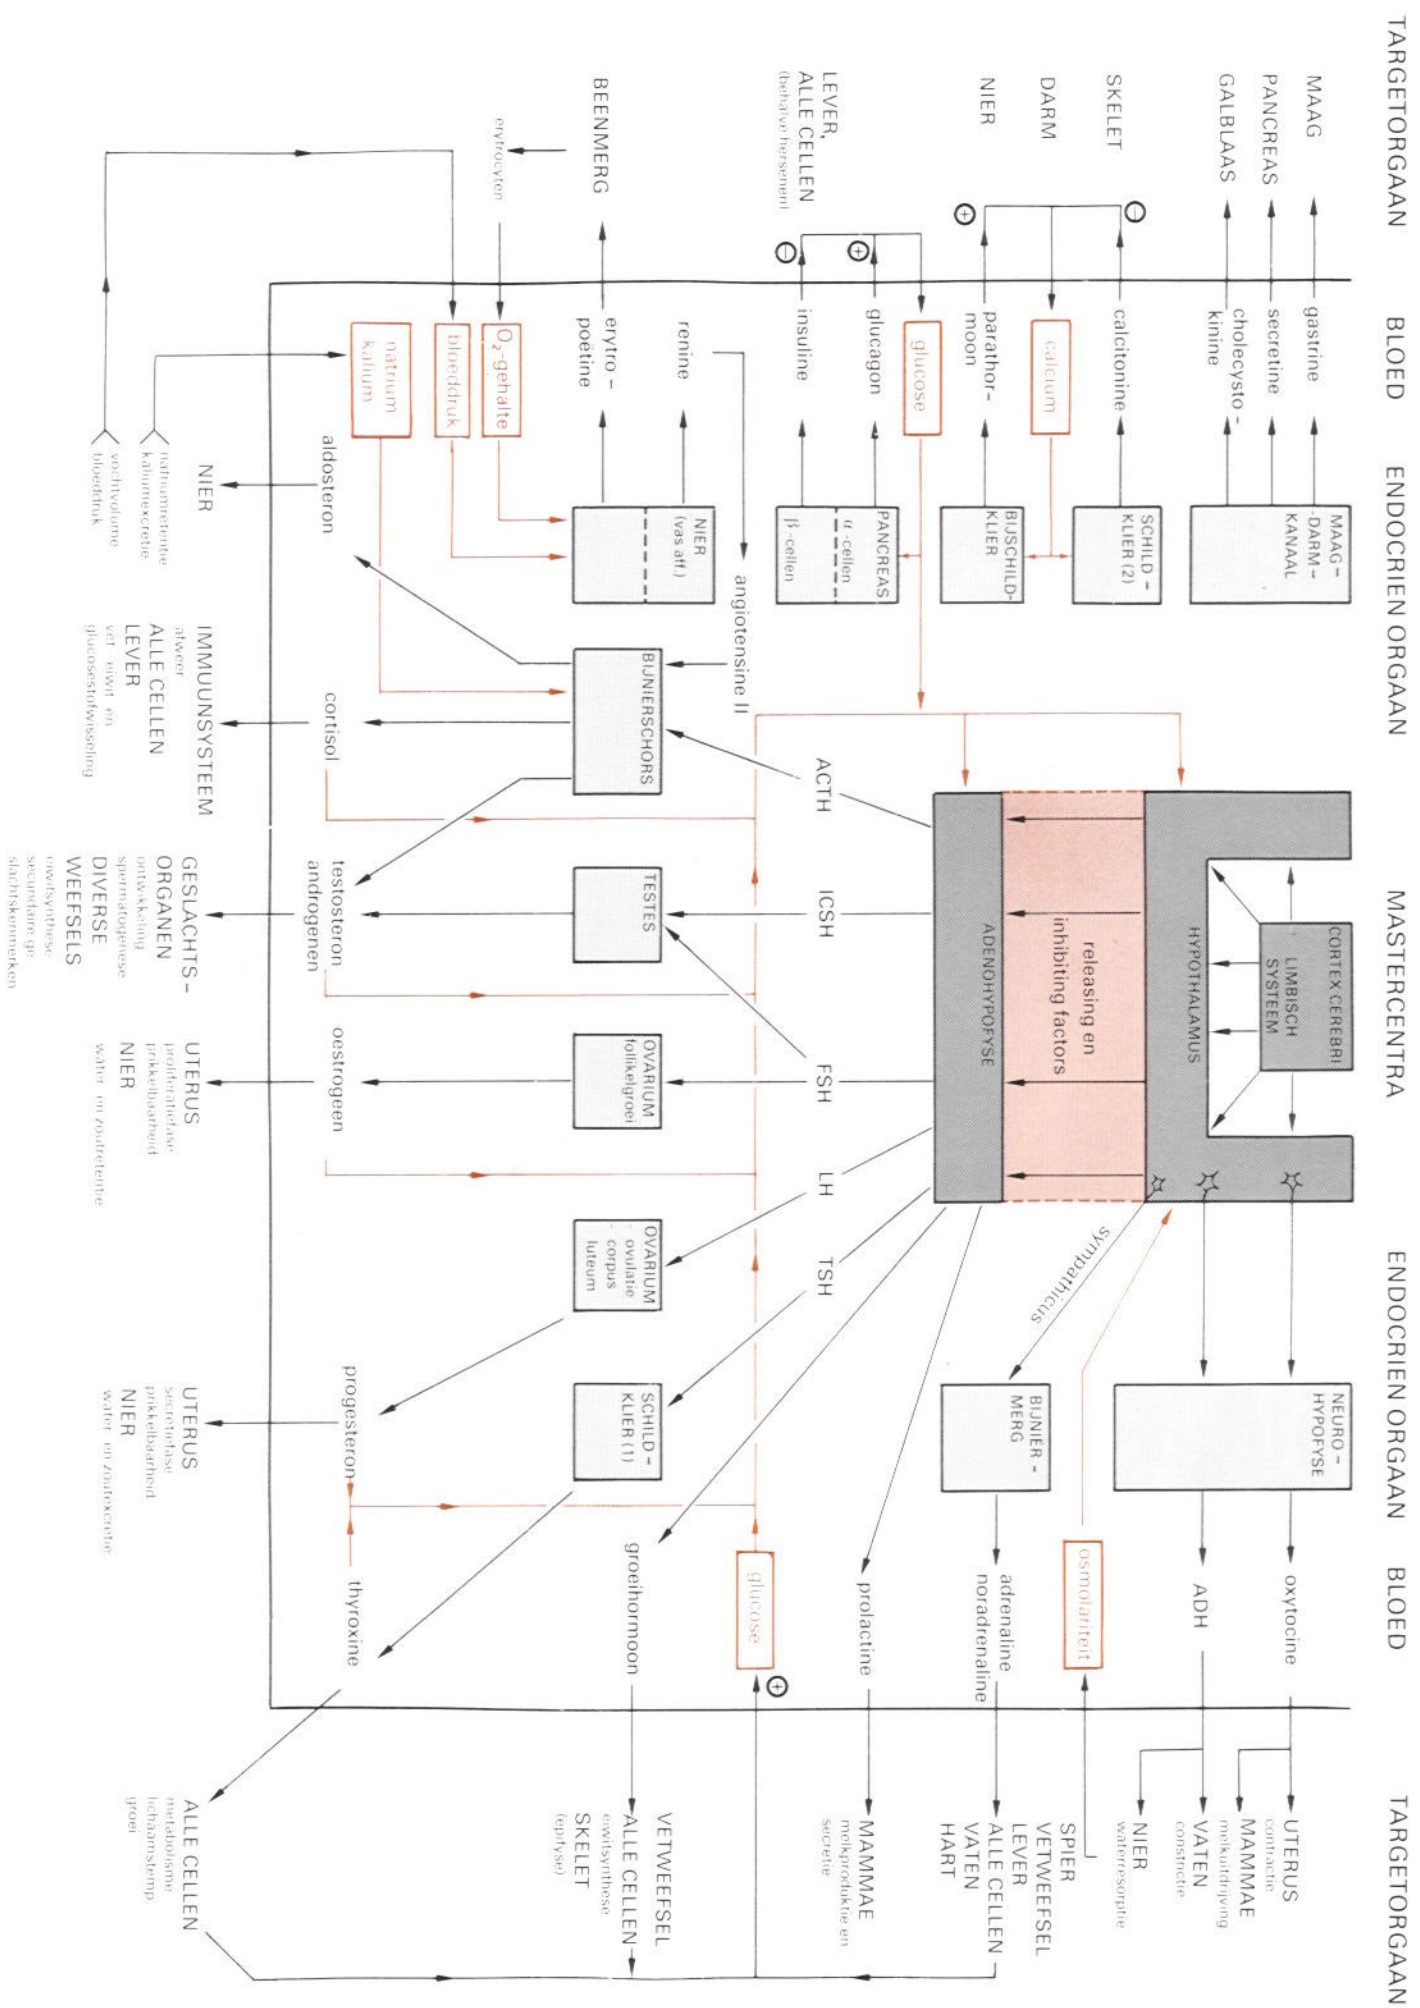 TARGETORGAAN
BLOED
ENDOCRIEN ORGAAN
MASTERCENTRA
ENDOCRIEN ORGAAN
BLOED
TARGETORGAAN
MAAG
PANCREAS
GALBLAAS
SKELET
DARM
NIER
LEVER,
ALLE CELLEN
(behalve hersenen)
BEENMERG
erytrocyten
gastrine
secretine
cholecysto-
kinine
calcitonine
calcium
parathor-
moon
glucose
glucagon
insuline
renine
erytro-
poëtine
O₂-gehalte
bloeddruk
natrium
kalium
MAAG-
-DARM-
KANAAL
SCHILD-
KLIER (2)
BIJSCHILD-
KLIER
PANCREAS
α-cellen
β-cellen
NIER
(vas aff.)
angiotensine II
BIJNIERSCHORS
CORTEX CEREBRI
LIMBISCH
SYSTEEM
HYPOTHALAMUS
releasing en
inhibiting factors
ADENOHYPOFYSE
ACTH
ICSH
FSH
LH
TSH
sympathicus
TESTES
OVARIUM
follikelgroei
OVARIUM
- ovulatie
- corpus
luteum
SCHILD-
KLIER (1)
NEURO-
HYPOFYSE
BIJNIER-
MERG
oxytocine
ADH
osmolariteit
adrenaline
noradrenaline
prolactine
glucose
groeihormoon
UTERUS
contractie
MAMMAE
melkuitdrijving
VATEN
constrictie
NIER
waterresorptie
SPIER
VETWEEFSEL
LEVER
ALLE CELLEN
VATEN
HART
MAMMAE
melkproduktie en
secretie
VETWEEFSEL
ALLE CELLEN
eiwitsynthese
SKELET
(epifyse)
aldosteron
cortisol
testosteron
androgenen
oestrogeen
progesteron
thyroxine
natriumretentie
kaliumexcretie
vochtvolume
bloeddruk
NIER
IMMUUNSYSTEEM
afweer
ALLE CELLEN
LEVER
vet-, eiwit- en
glucosestofwisseling
GESLACHTS-
ORGANEN
ontwikkeling
spermatogenese
DIVERSE
WEEFSELS
eiwitsynthese
secundaire ge-
slachtskenmerken
UTERUS
proliferatiefase
prikkelbaarheid
NIER
water- en zoutretentie
UTERUS
secretiefase
prikkelbaarheid
NIER
water- en zoutexcretie
ALLE CELLEN
metabolisme
lichaamstemp.
groei